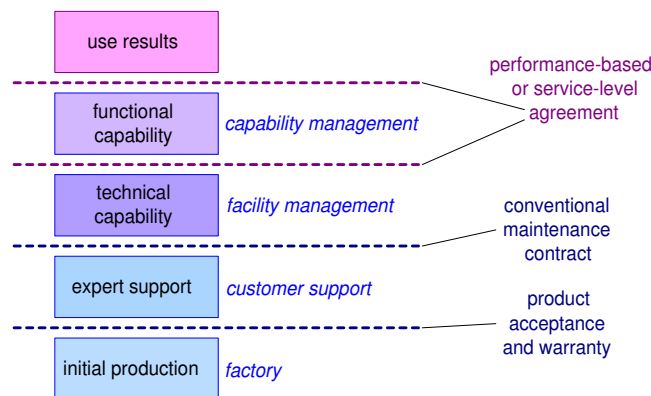 use results
performance-based
or service-level
agreement
functional
capability
capability management
technical
capability
facility management
conventional
maintenance
contract
expert support
customer support
product
acceptance
and warranty
initial production
factory